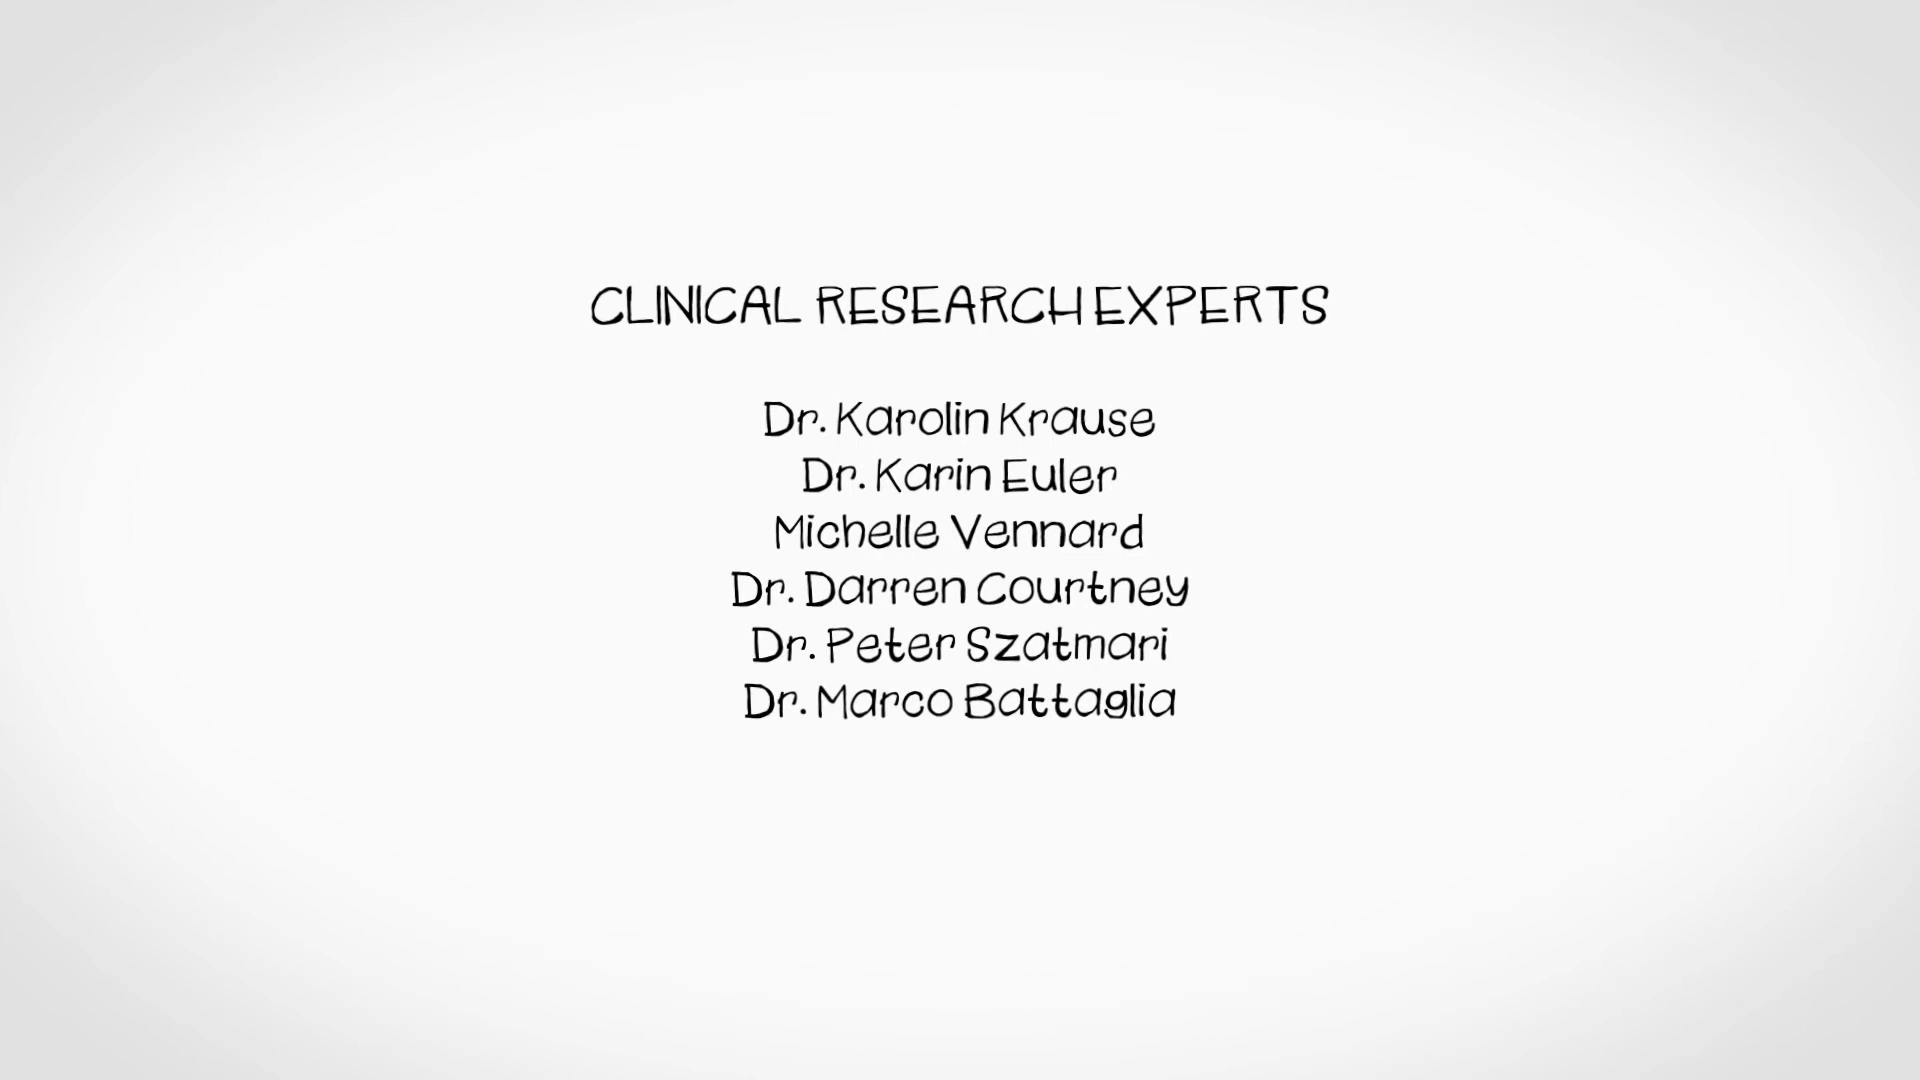 CLINICAL RESEARCH EXPERTS
Dr. Karolin Krause
Dr. Karin Euler
Michelle Vennard
Dr. Darren Courtney
Dr. Peter Szatmari
Dr. Marco Battaglia